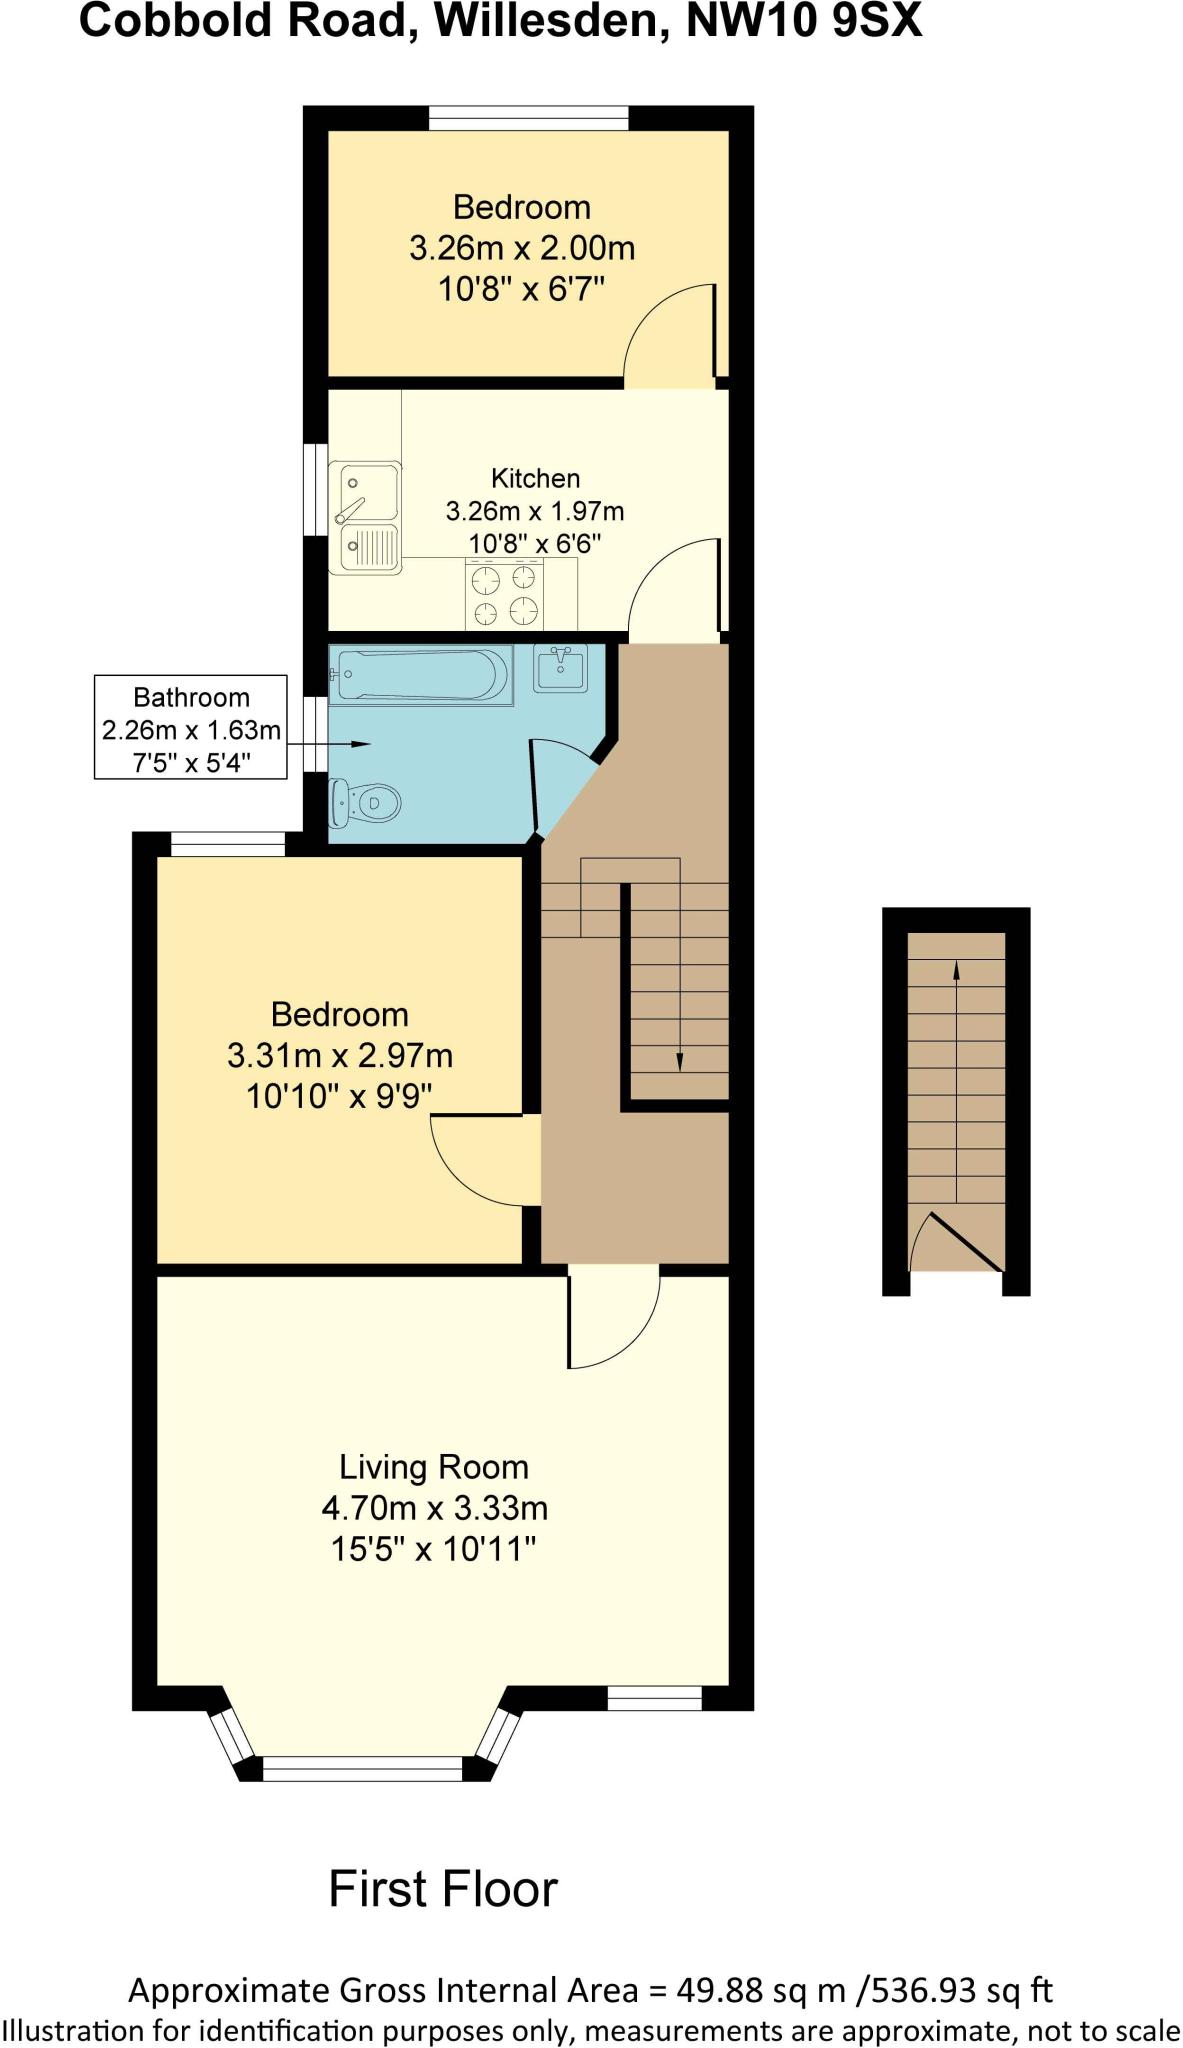 Cobbold Road, Willesden, NW10 9SX
Bedroom
3.26m x 2.00m
10'8" x 6'7"
Kitchen
3.26m x 1.97m
10'8" x 6'6"
Bathroom
2.26m x 1.63m
7'5" x 5'4"
Bedroom
3.31m x 2.97m
10'10" x 9'9"
Living Room
4.70m x 3.33m
15'5" x 10'11"
First Floor
Approximate Gross Internal Area = 49.88 sq m /536.93 sq ft
Illustration for identification purposes only, measurements are approximate, not to scale